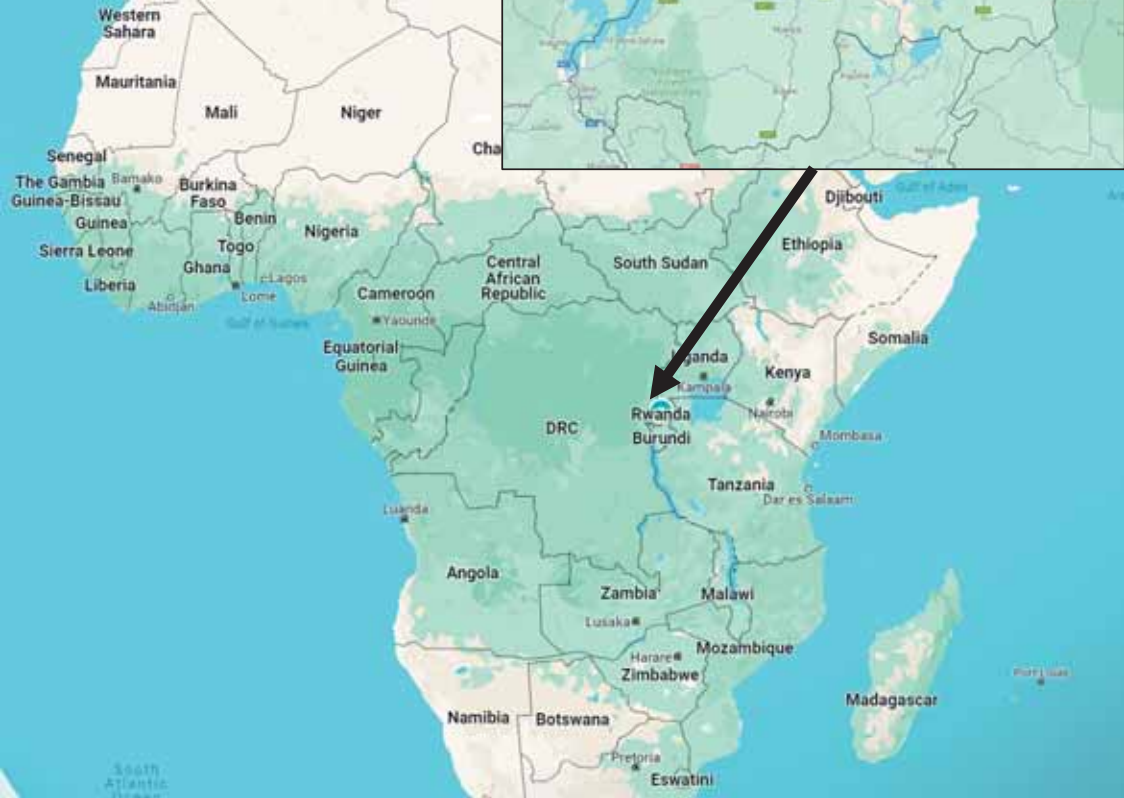 Western
Sahara
Mauritania
Mali
Niger
Cha
Senegal
The Gambia
Bamako
Burkina
Faso
Guinea-Bissau
Djibouti
Gulf of Aden
Guinea
Benin
Nigeria
Sierra Leone
Togo
Ethiopia
Ghana
Central
African
Republic
South Sudan
Liberia
Lagos
Lome
Cameroon
Abidjan
Gulf of Guinea
Yaounde
Somalia
Equatorial
Guinea
Uganda
Kenya
Kampala
Rwanda
Nairobi
DRC
Burundi
Mombasa
Tanzania
Dar es Salaam
Luanda
Angola
Zambia
Malawi
Lusaka
Mozambique
Harare
Zimbabwe
Port Louis
Madagascar
Namibia
Botswana
Pretoria
South
Atlantic
Ocean
Eswatini